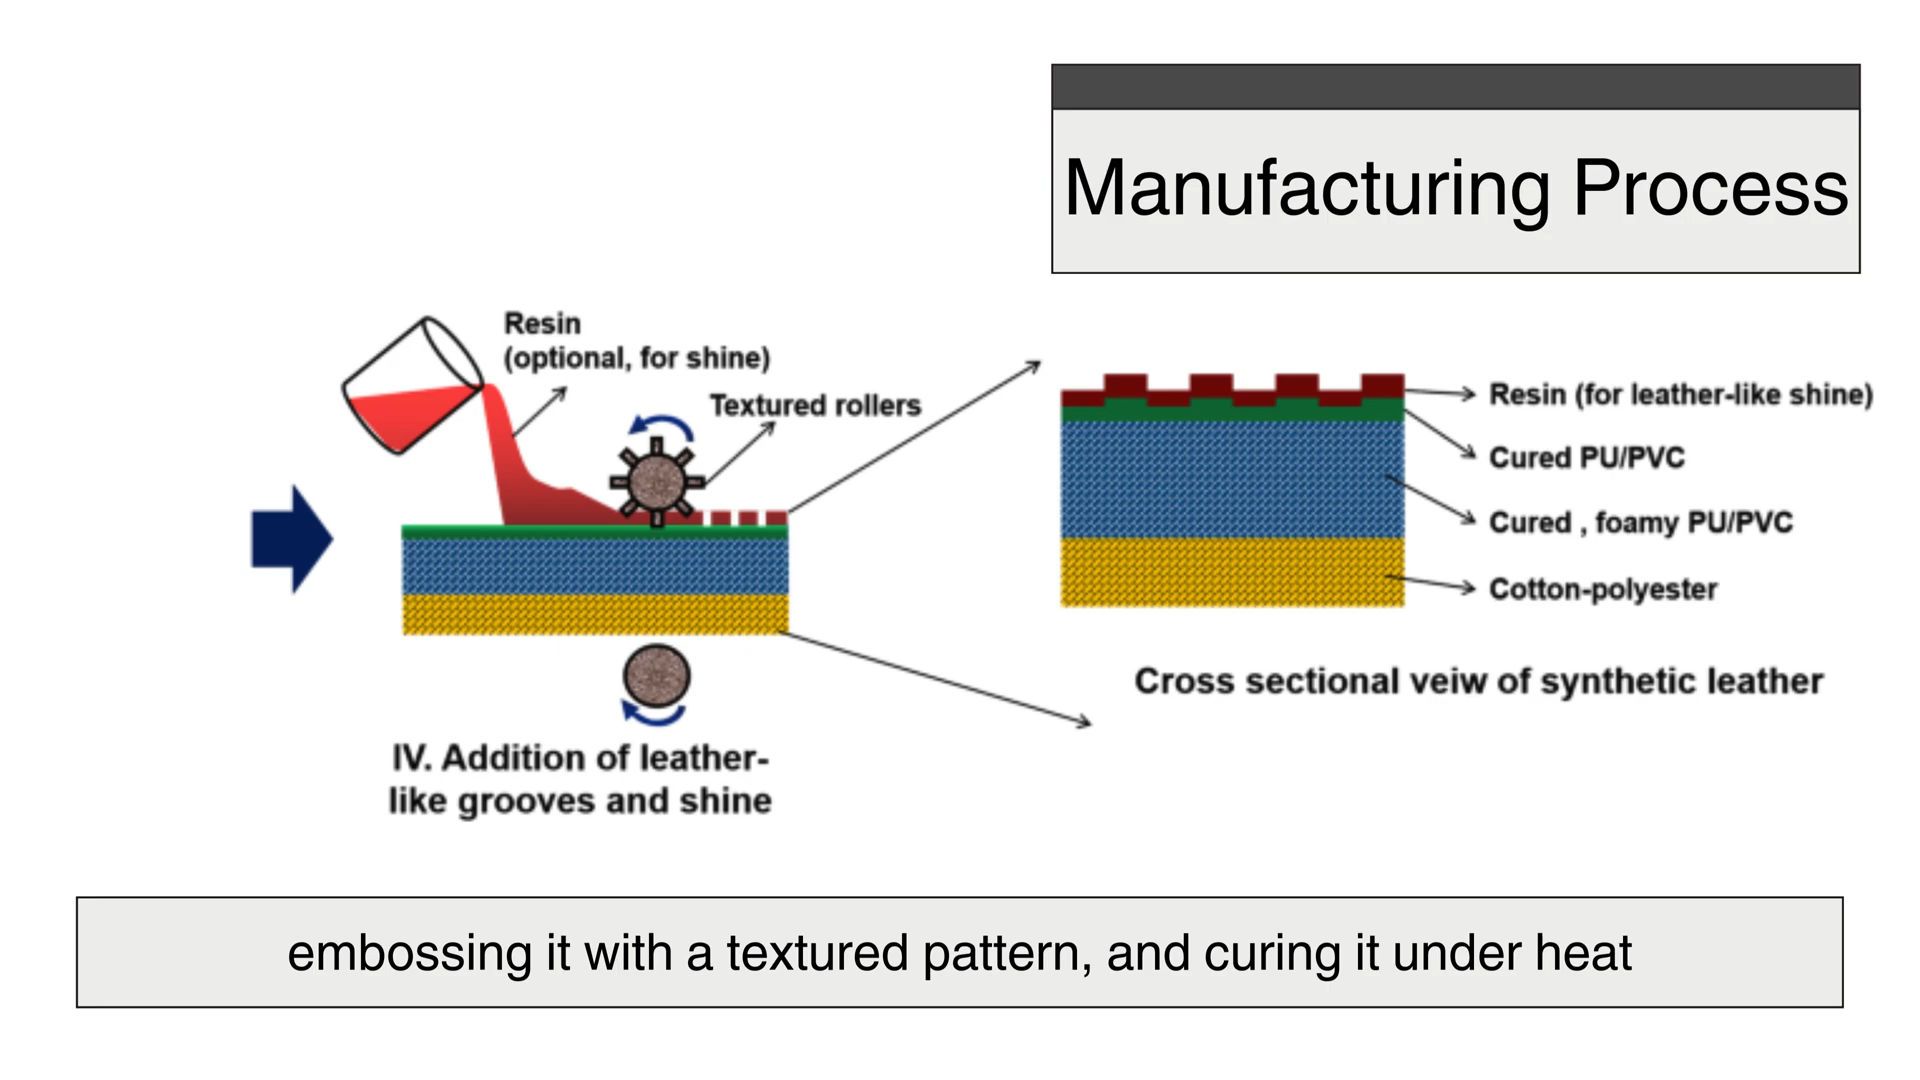 Manufacturing Process
Resin
(optional, for shine)
Textured rollers
Resin (for leather-like shine)
Cured PU/PVC
Cured , foamy PU/PVC
Cotton-polyester
Cross sectional veiw of synthetic leather
IV. Addition of leather-
like grooves and shine
embossing it with a textured pattern, and curing it under heat